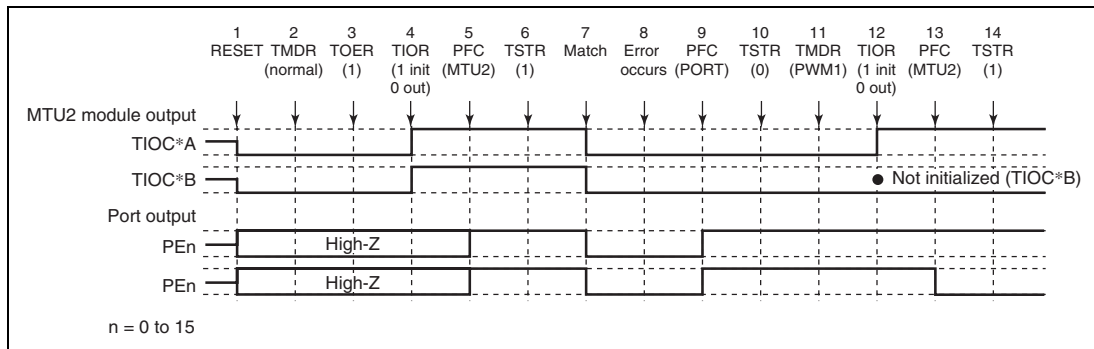 1 2 3 4 5 6 7 8 9 10 11 12 13 14
RESET TMDR TOER TIOR PFC TSTR Match Error PFC TSTR TMDR TIOR PFC TSTR
(normal) (1) (1 init (MTU2) (1) occurs (PORT) (0) (PWM1) (1 init (MTU2) (1)
0 out) 0 out)
MTU2 module output
TIOC*A
TIOC*B
● Not initialized (TIOC*B)
Port output
PEn High-Z
PEn High-Z
n = 0 to 15